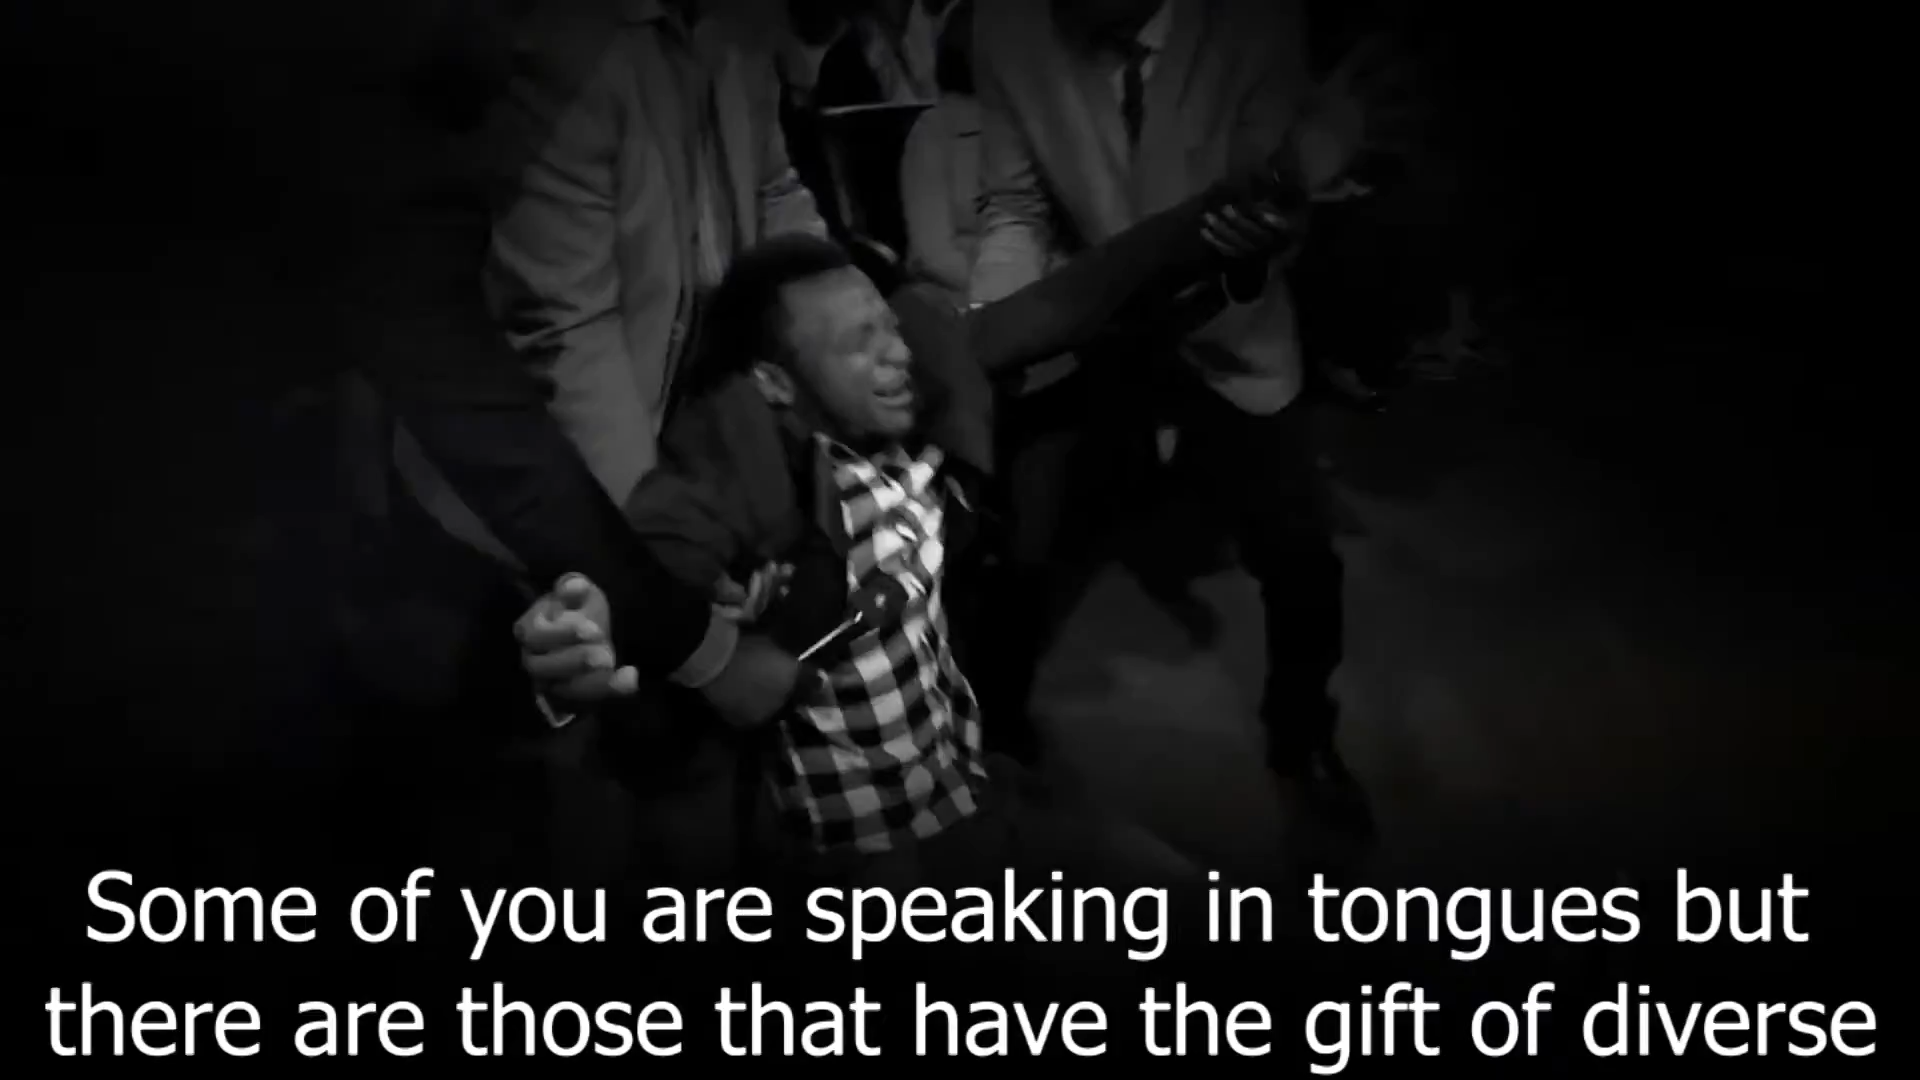 Some of you are speaking in tongues but
there are those that have the gift of diverse